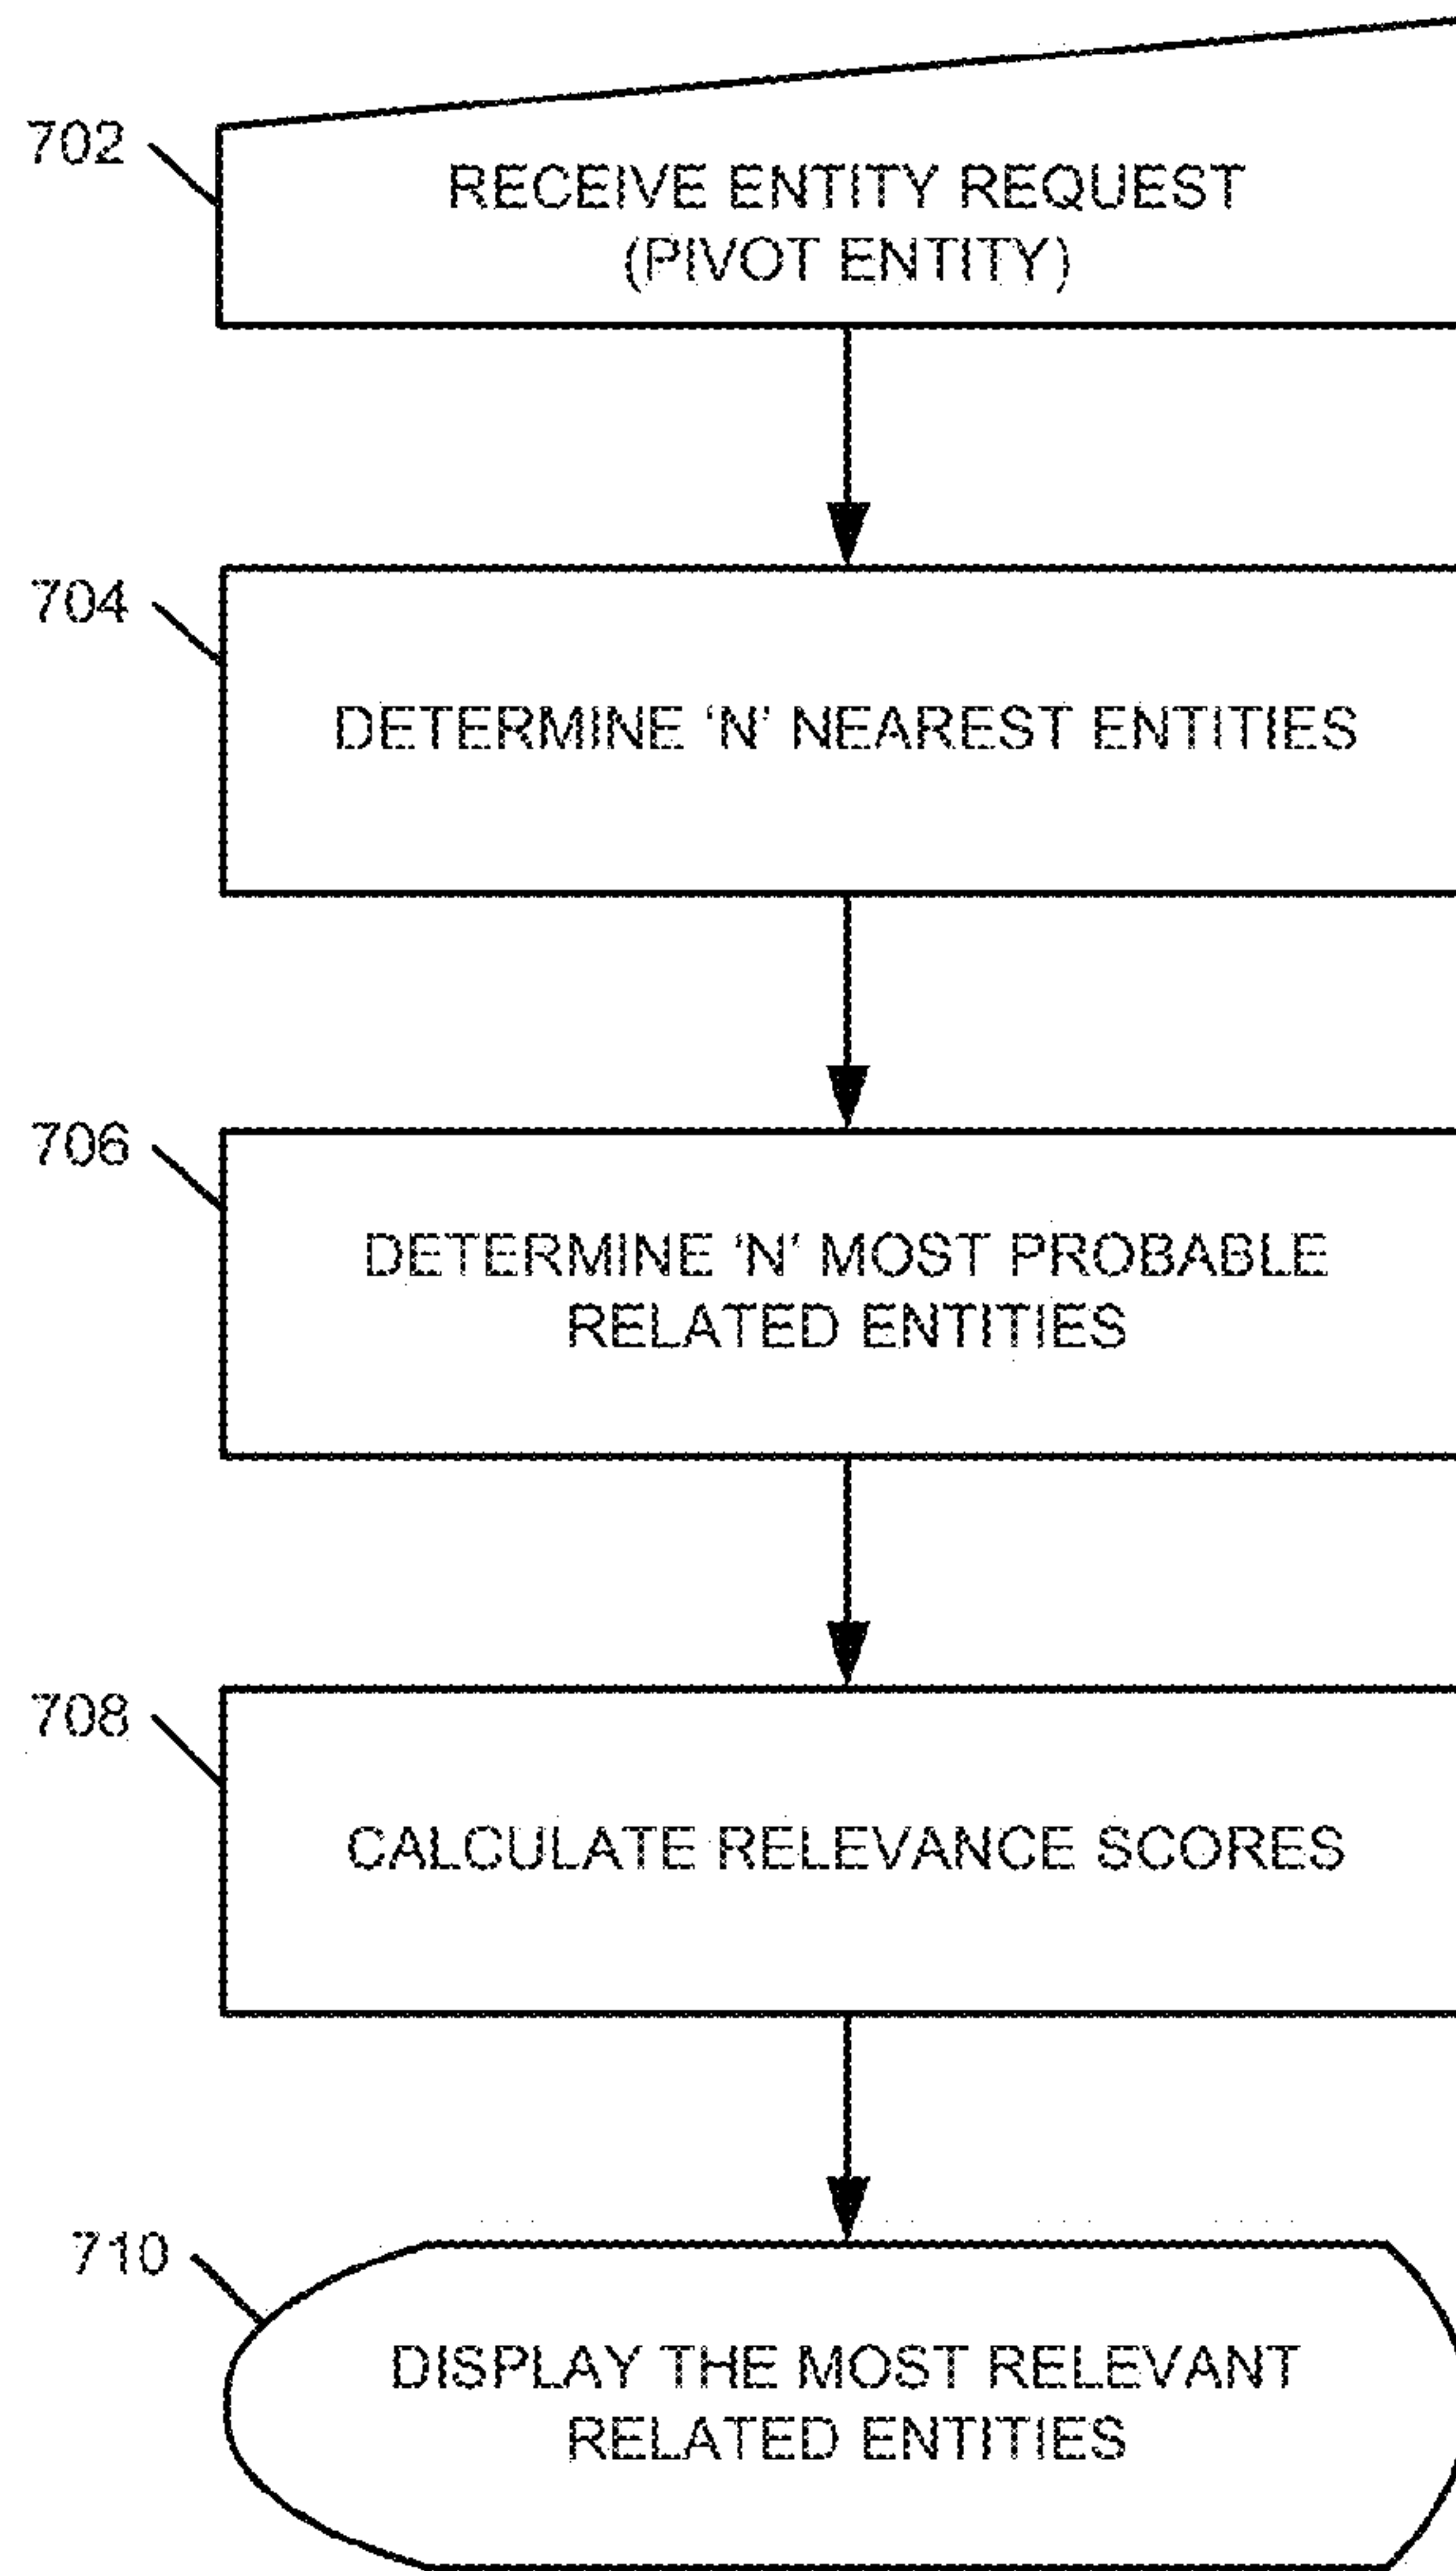 702
RECEIVE ENTITY REQUEST
(PIVOT ENTITY)
704
DETERMINE ‘N’ NEAREST ENTITIES
706
DETERMINE ‘N’ MOST PROBABLE
RELATED ENTITIES
708
CALCULATE RELEVANCE SCORES
710
DISPLAY THE MOST RELEVANT
RELATED ENTITIES